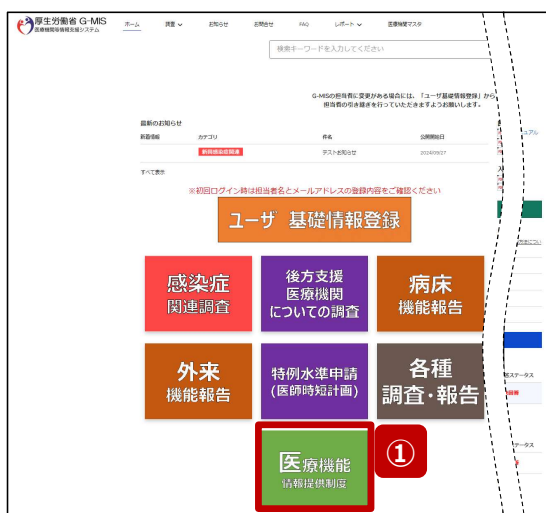 厚生労働省 G-MIS
医療機関等情報支援システム
ホーム 調査 お知らせ お問合せ FAQ レポート 医療機関マスタ
検索キーワードを入力してください
G-MISの担当者に変更がある場合には、「ユーザ基礎情報登録」から
担当者の引き継ぎを行っていただきますようお願いします。
最新のお知らせ
新着情報 カテゴリ 件名 公開開始日
新興感染症関連 テストお知らせ 2024/09/27
すべて表示
※初回ログイン時は担当者名とメールアドレスの登録内容をご確認ください
ユーザ 基礎情報登録
感染症
関連調査
後方支援
医療機関
についての調査
病床
機能報告
外来
機能報告
特例水準申請
(医師時短計画)
各種
調査・報告
医療機能
情報提供制度
①